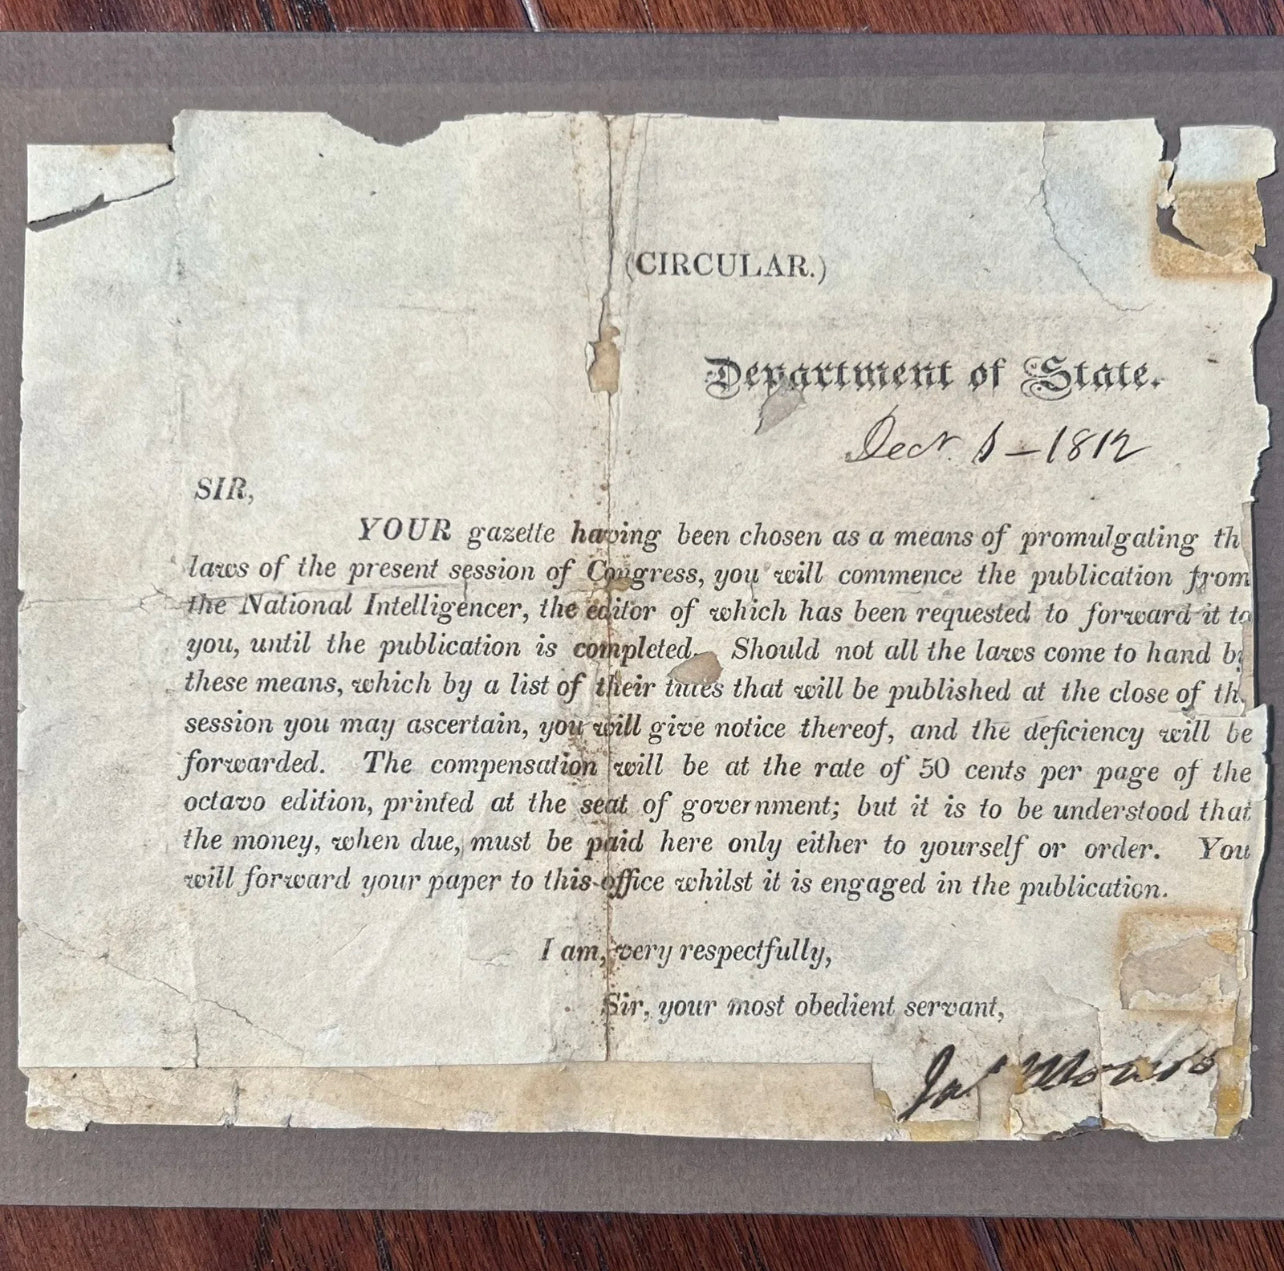 (CIRCULAR.)
Department of State.
Decr. 1 – 1812
SIR,
YOUR gazette having been chosen as a means of promulgating th
laws of the present session of Congress, you will commence the publication from
the National Intelligencer, the editor of which has been requested to forward it to
you, until the publication is completed. Should not all the laws come to hand by
these means, which by a list of their titles that will be published at the close of th
session you may ascertain, you will give notice thereof, and the deficiency will be
forwarded. The compensation will be at the rate of 50 cents per page of the
octavo edition, printed at the seat of government; but it is to be understood that
the money, when due, must be paid here only either to yourself or order. You
will forward your paper to this office whilst it is engaged in the publication.
I am, very respectfully,
Sir, your most obedient servant,
Jas Monroe